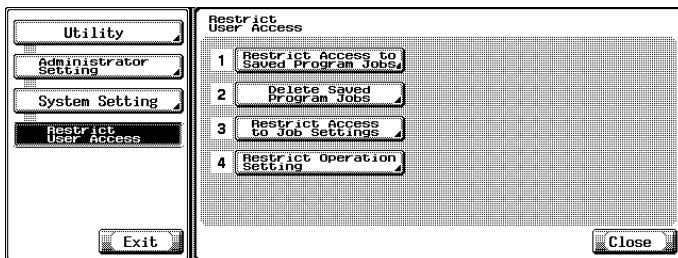 Utility
Administrator
Setting
System Setting
Restrict
User Access
Exit
Restrict
User Access
1 Restrict Access to
Saved Program Jobs
2 Delete Saved
Program Jobs
3 Restrict Access
to Job Settings
4 Restrict Operation
Setting
Close